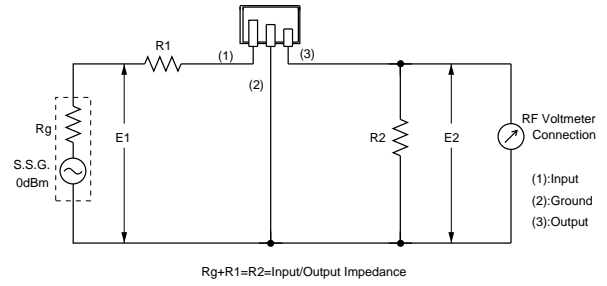 R1
(1)
(3)
(2)
Rg
E1
R2
E2
RF Voltmeter
Connection
S.S.G.
0dBm
(1):Input
(2):Ground
(3):Output
Rg+R1=R2=Input/Output Impedance